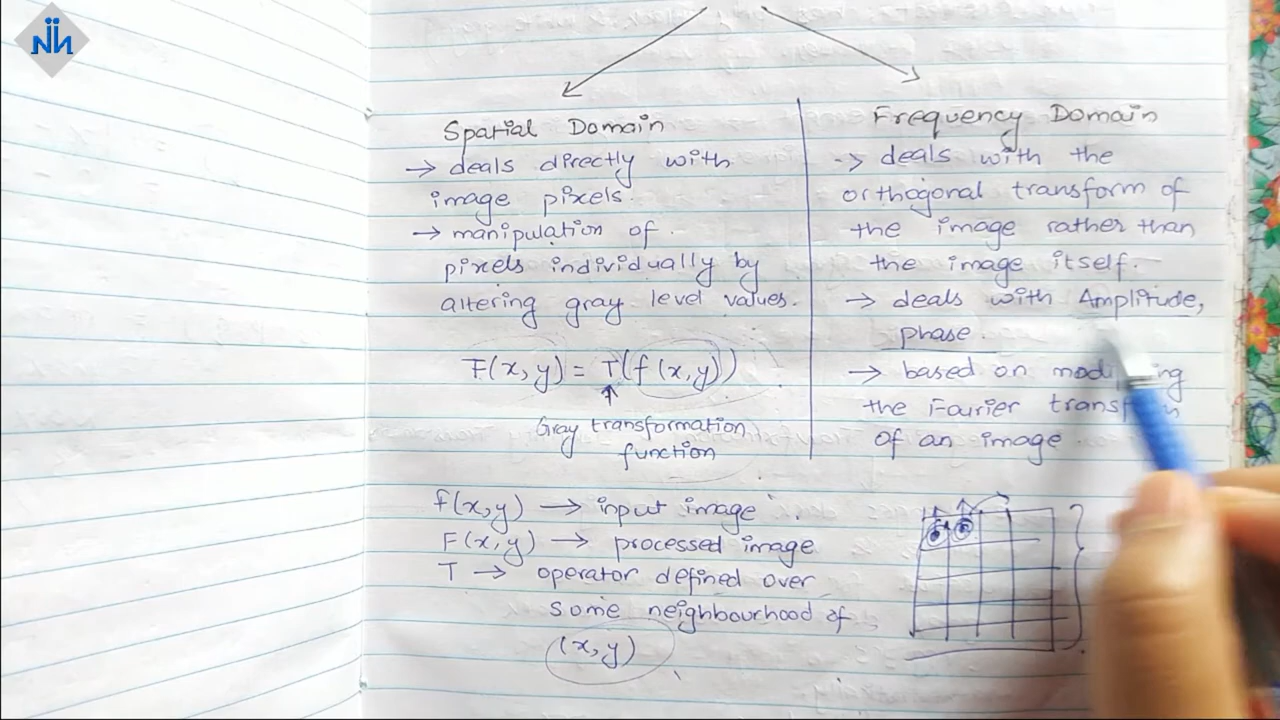 Spatial Domain
→ deals directly with
image pixels.
→ manipulation of
pixels individually by
altering gray level values.
F(x,y) = T(f(x,y))
↑
Gray transformation
function
Frequency Domain
-> deals with the
orthogonal transform of
the image rather than
the image itself.
→ deals with Amplitude,
phase.
→ based on
the Fourier
of an image
f(x,y) → input image
F(x,y) → processed image
T → operator defined over
some neighbourhood of
(x,y)